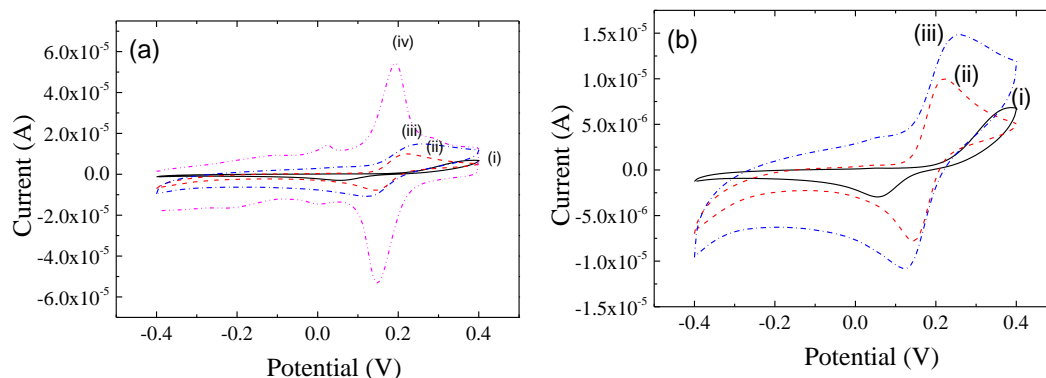 (a)
(iv)
(iii)
(ii)
(i)
6.0x10⁻⁵
4.0x10⁻⁵
2.0x10⁻⁵
0.0
-2.0x10⁻⁵
-4.0x10⁻⁵
-6.0x10⁻⁵
Current (A)
-0.4 -0.2 0.0 0.2 0.4
Potential (V)
(b)
(iii)
(ii)
(i)
1.5x10⁻⁵
1.0x10⁻⁵
5.0x10⁻⁶
0.0
-5.0x10⁻⁶
-1.0x10⁻⁵
-1.5x10⁻⁵
Current (A)
-0.4 -0.2 0.0 0.2 0.4
Potential (V)